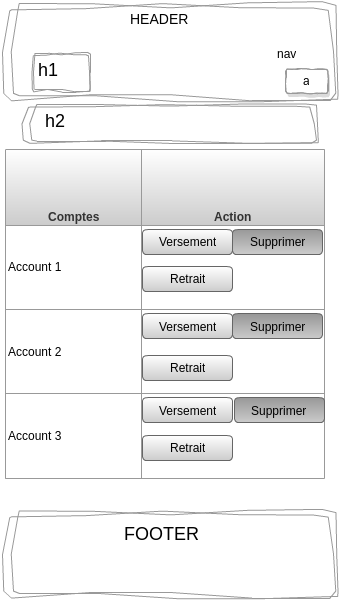 HEADER
nav
h1
a
h2
Comptes Action
Versement Supprimer
Account 1
Retrait
Versement Supprimer
Account 2
Retrait
Versement Supprimer
Account 3
Retrait
FOOTER